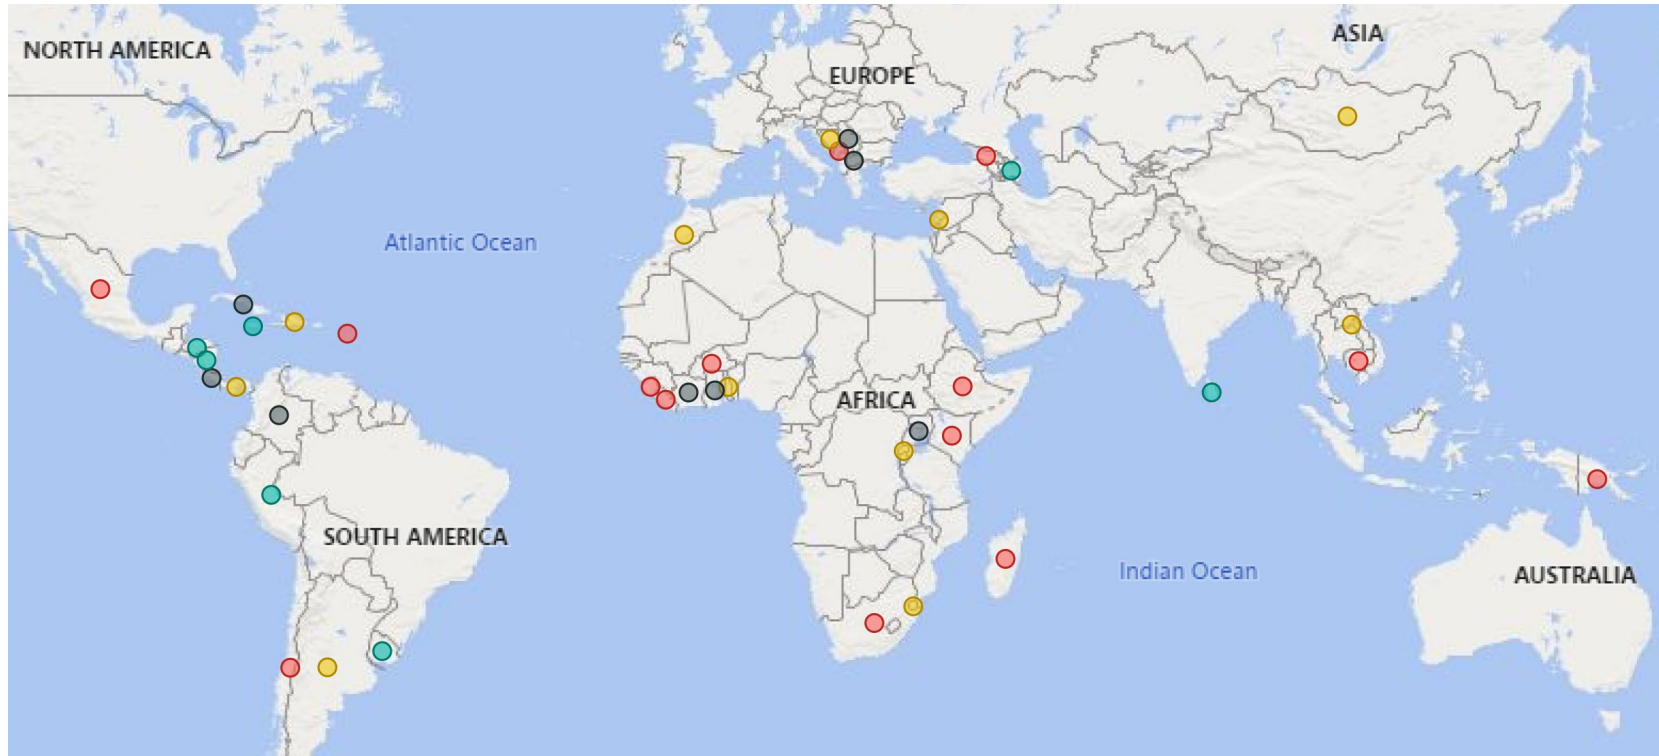 NORTH AMERICA
ASIA
EUROPE
Atlantic Ocean
AFRICA
SOUTH AMERICA
Indian Ocean
AUSTRALIA